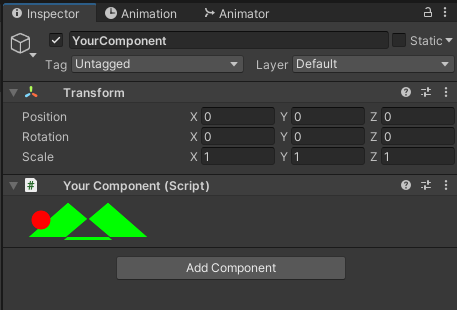 Inspector Animation Animator
YourComponent Static
Tag Untagged Layer Default
Transform
Position X 0 Y 0 Z 0
Rotation X 0 Y 0 Z 0
Scale X 1 Y 1 Z 1
# Your Component (Script)
Add Component